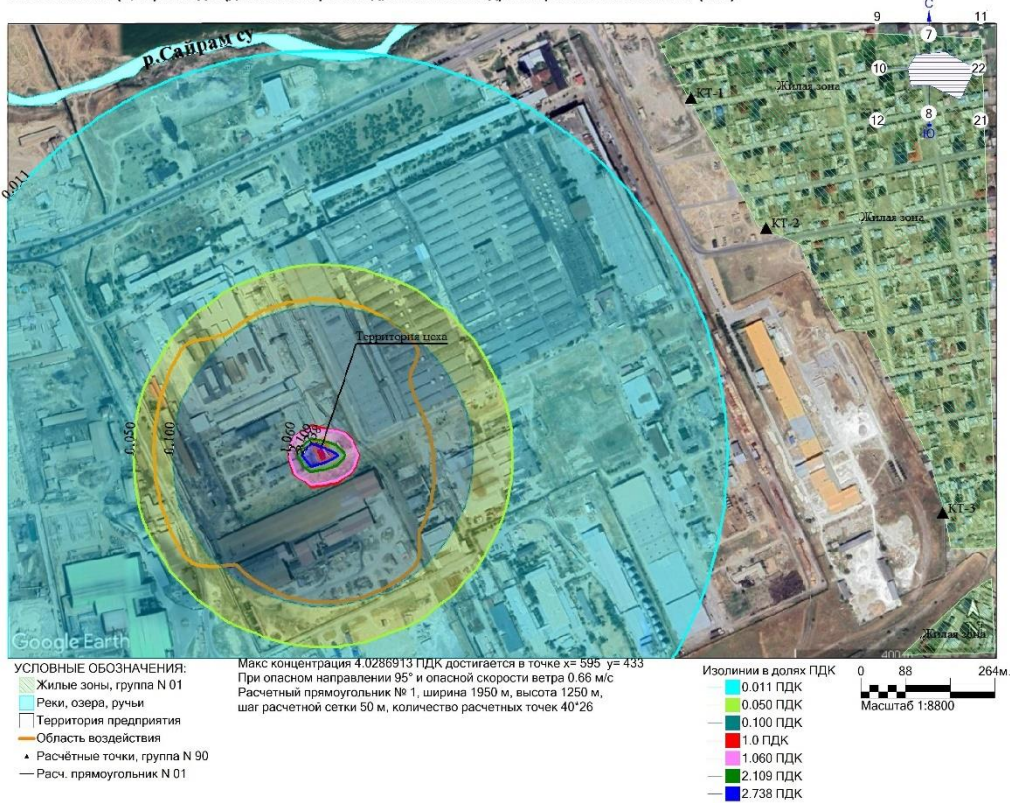 С
9
11
7
р.Сайрам су
10
22
Жилая зона
КТ-1
12
8
21
Ю
0.011
КТ-2
Жилая зона
Территория цеха
0.050
0.100
КТ-3
Жилая зона
Google Earth
400 m
УСЛОВНЫЕ ОБОЗНАЧЕНИЯ:
Жилые зоны, группа N 01
Реки, озера, ручьи
Территория предприятия
Область воздействия
Расчётные точки, группа N 90
Расч. прямоугольник N 01
Макс концентрация 4.0286913 ПДК достигается в точке x= 595 y= 433
При опасном направлении 95° и опасной скорости ветра 0.66 м/с
Расчетный прямоугольник № 1, ширина 1950 м, высота 1250 м,
шаг расчетной сетки 50 м, количество расчетных точек 40*26
Изолинии в долях ПДК
0.011 ПДК
0.050 ПДК
0.100 ПДК
1.0 ПДК
1.060 ПДК
2.109 ПДК
2.738 ПДК
0 88 264м.
Масштаб 1:8800